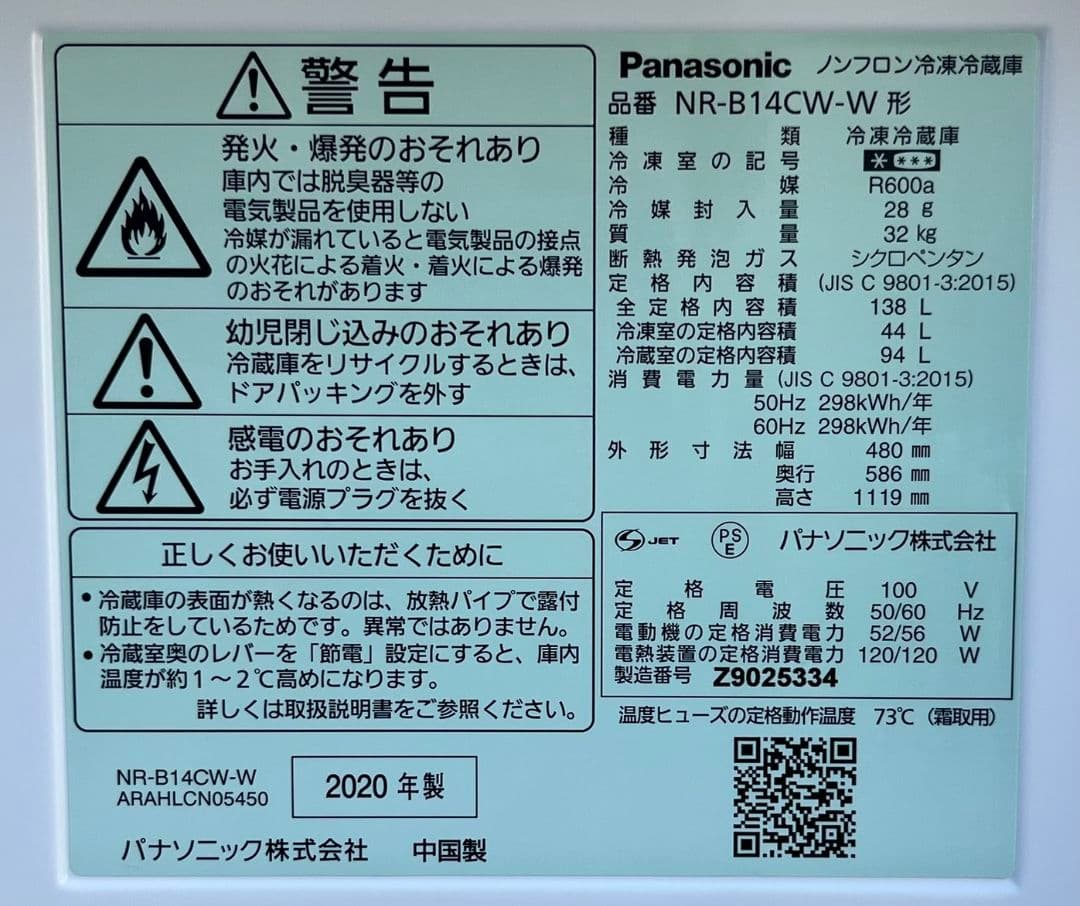 警告
発火・爆発のおそれあり
庫内では脱臭器等の
電気製品を使用しない
冷媒が漏れていると電気製品の接点
の火花による着火・着火による爆発
のおそれがあります
幼児閉じ込みのおそれあり
冷蔵庫をリサイクルするときは、
ドアパッキングを外す
感電のおそれあり
お手入れのときは、
必ず電源プラグを抜く
正しくお使いいただくために
• 冷蔵庫の表面が熱くなるのは、放熱パイプで露付
防止をしているためです。異常ではありません。
• 冷蔵室奥のレバーを「節電」設定にすると、庫内
温度が約1〜2℃高めになります。
詳しくは取扱説明書をご参照ください。
NR-B14CW-W
ARAHLCN05450
2020 年製
パナソニック株式会社 中国製
Panasonic ノンフロン冷凍冷蔵庫
品番 NR-B14CW-W 形
種類 冷凍冷蔵庫
冷凍室の記号 * ***
冷媒 R600a
冷媒封入量 28 g
質量 32 kg
断熱発泡ガス シクロペンタン
定格内容積 (JIS C 9801-3:2015)
全定格内容積 138 L
冷凍室の定格内容積 44 L
冷蔵室の定格内容積 94 L
消費電力量 (JIS C 9801-3:2015)
50Hz 298kWh/年
60Hz 298kWh/年
外形寸法 幅 480 mm
奥行 586 mm
高さ 1119 mm
S JET PS E パナソニック株式会社
定格電圧 100 V
定格周波数 50/60 Hz
電動機の定格消費電力 52/56 W
電熱装置の定格消費電力 120/120 W
製造番号 Z9025334
温度ヒューズの定格動作温度 73℃ (霜取用)